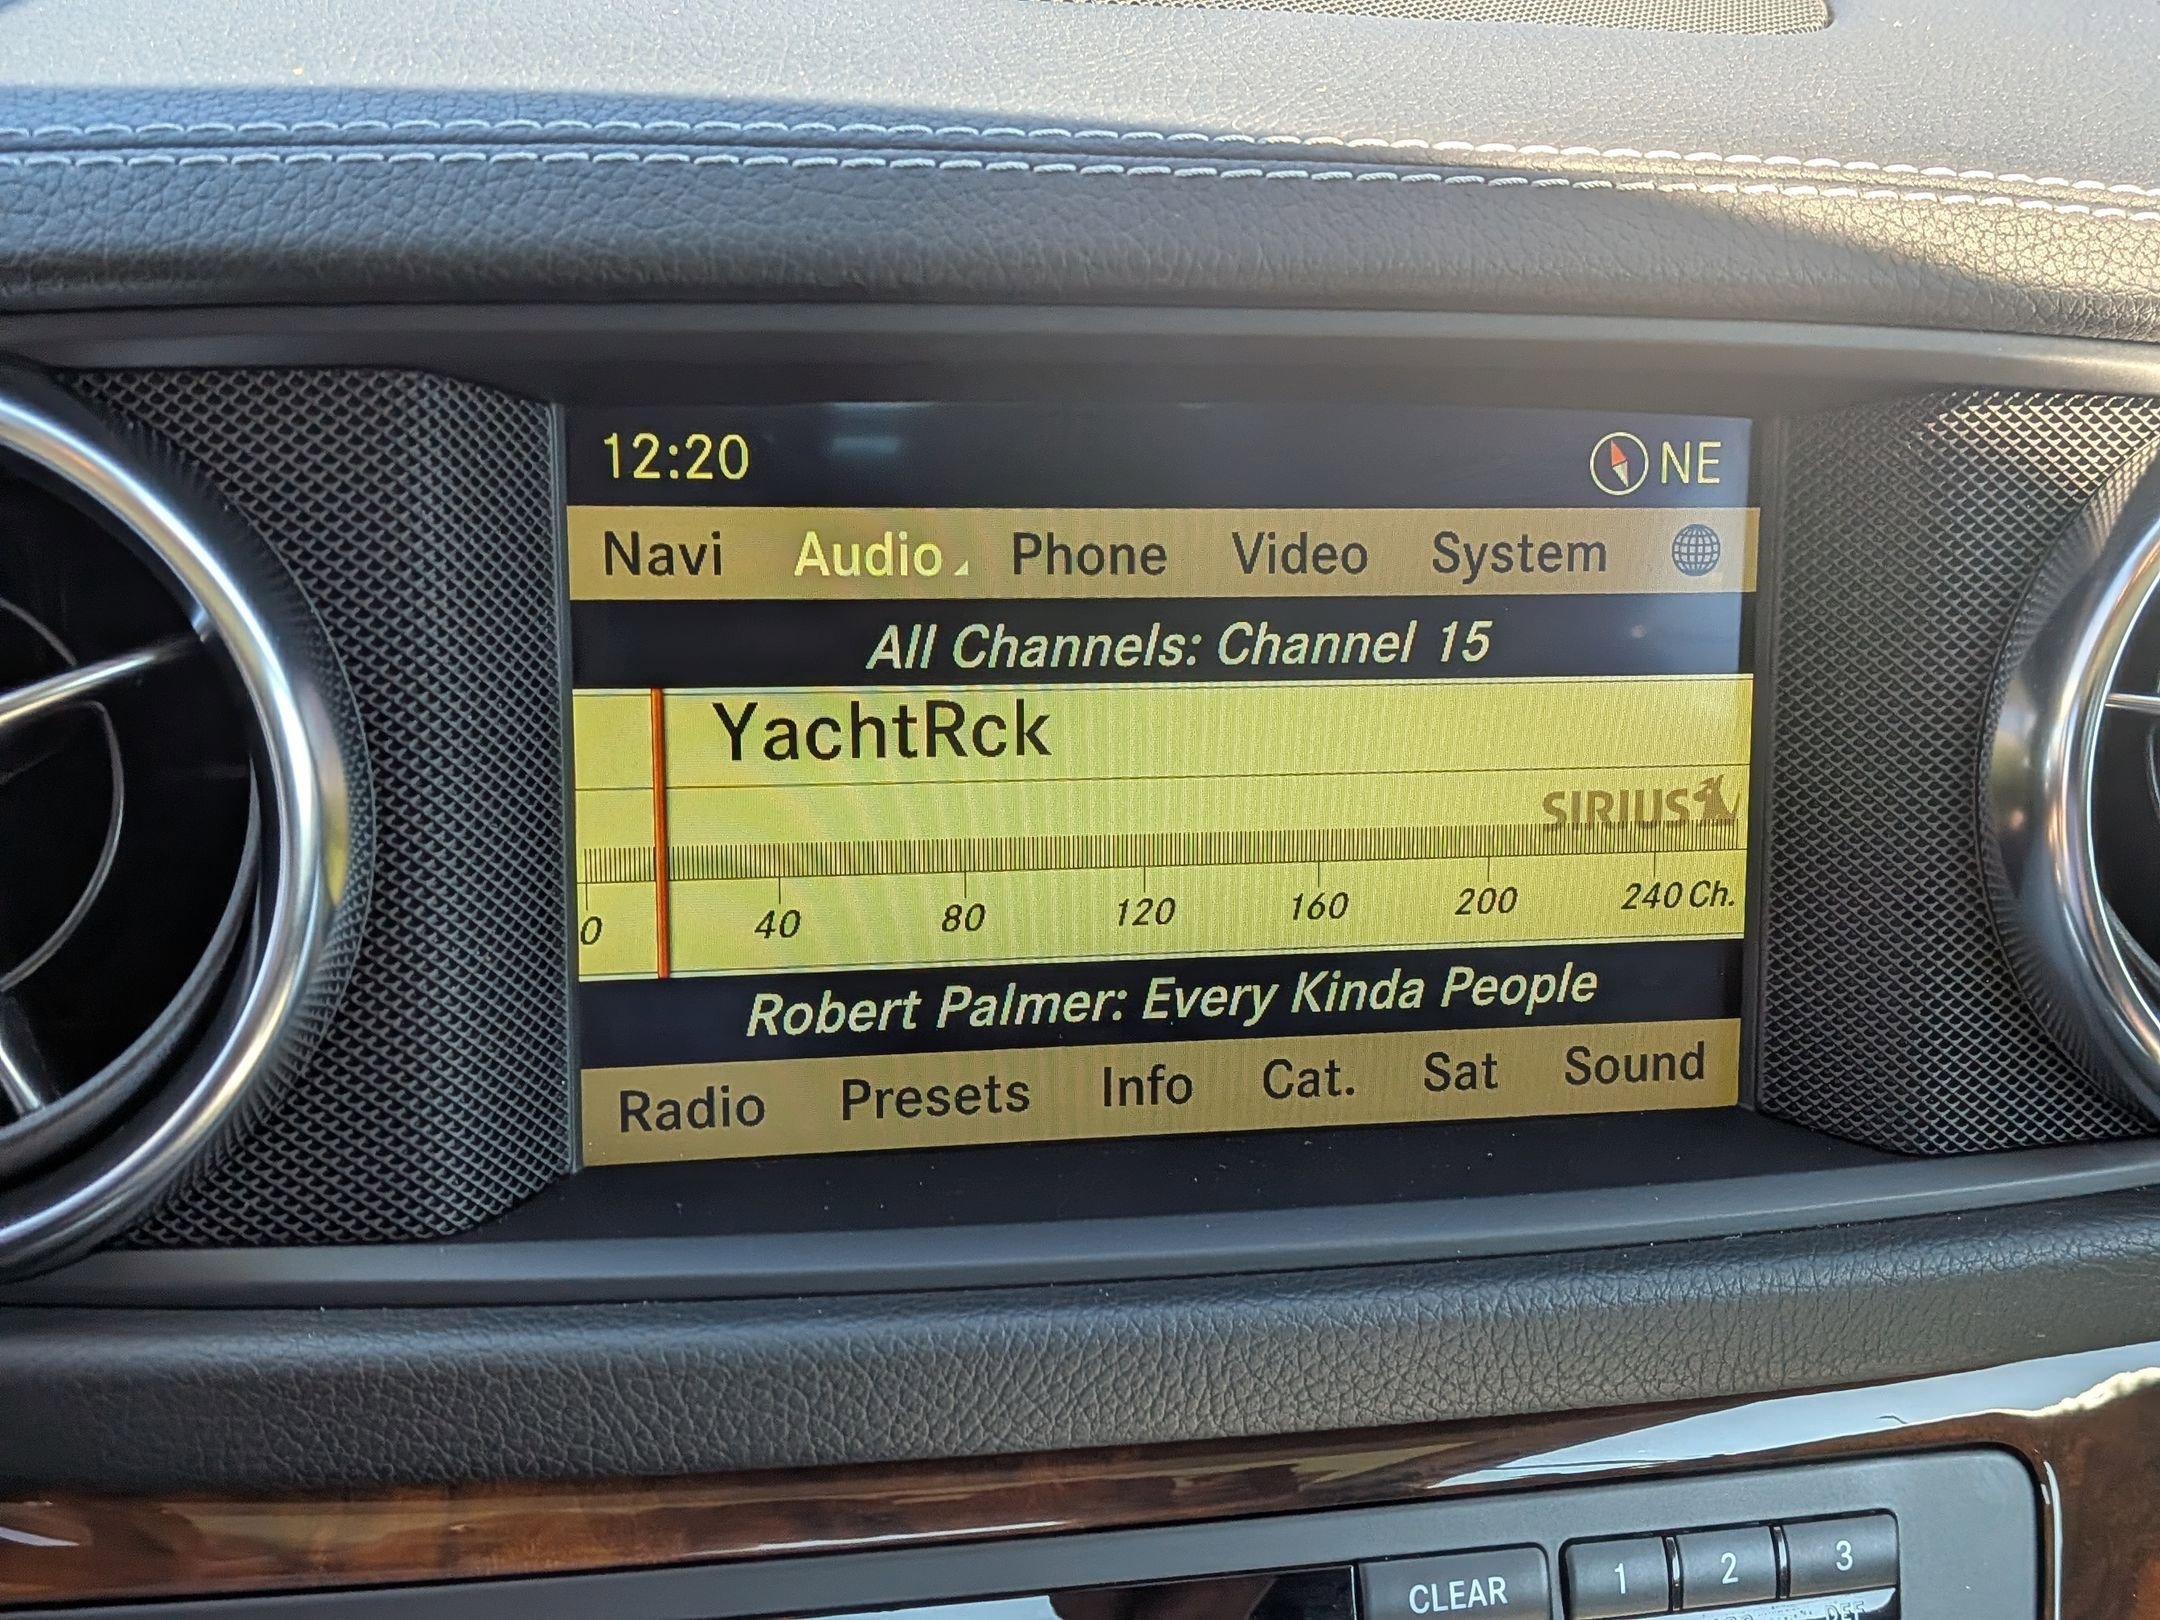 12:20 NE
Navi Audio Phone Video System
All Channels: Channel 15
YachtRck
SIRIUS
0 40 80 120 160 200 240 Ch.
Robert Palmer: Every Kinda People
Radio Presets Info Cat. Sat Sound
CLEAR 1 2 3
DEF